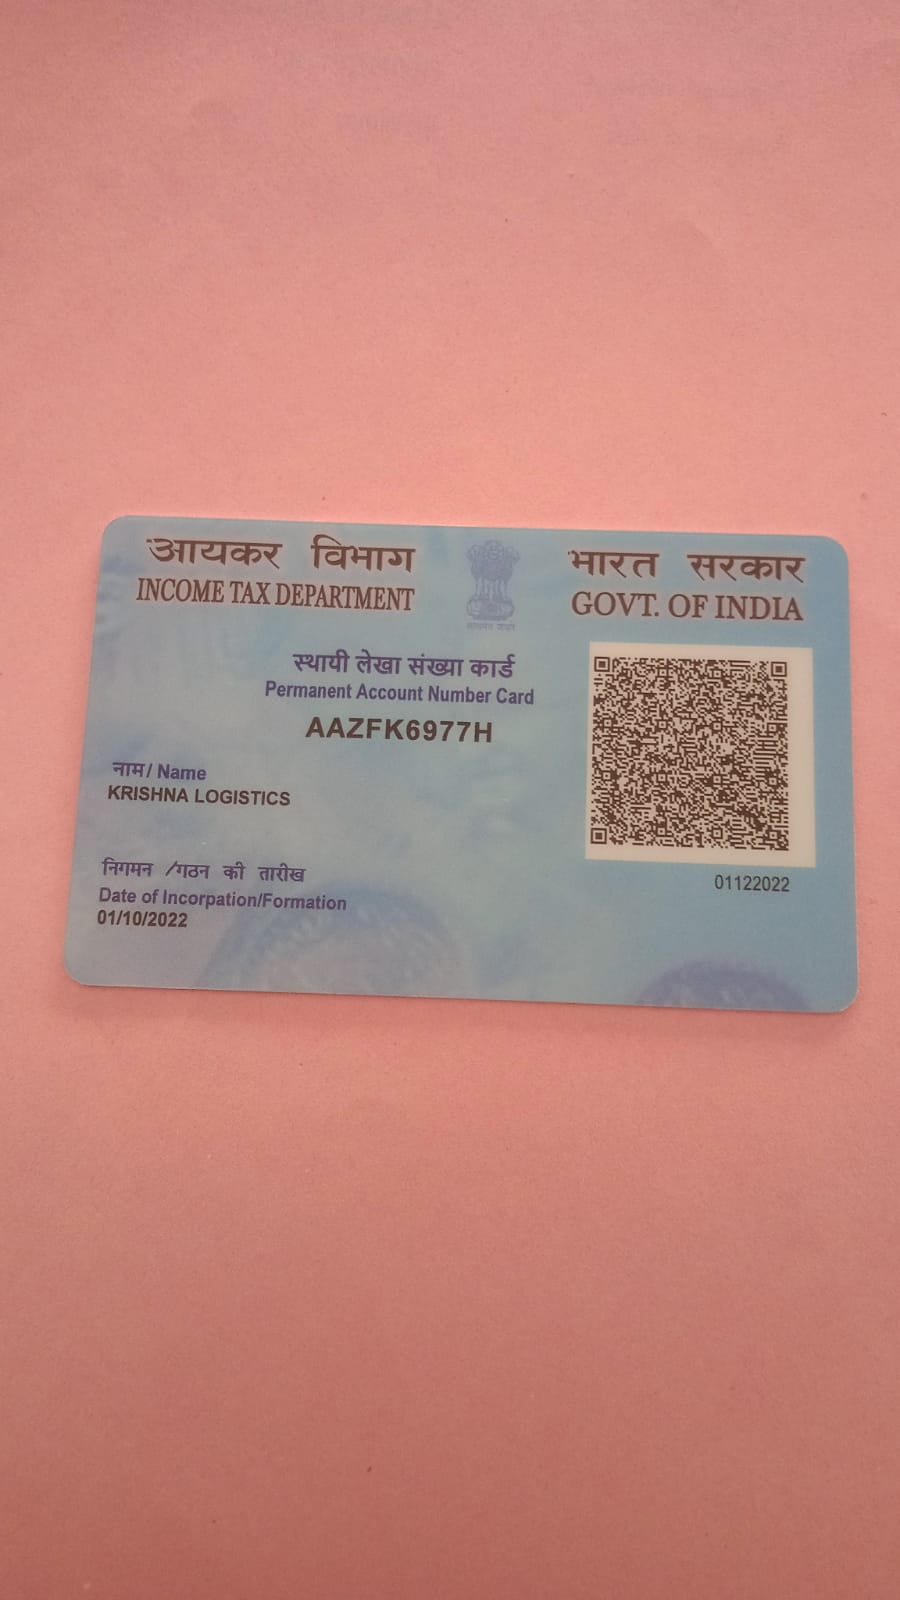 आयकर विभाग
INCOME TAX DEPARTMENT
भारत सरकार
GOVT. OF INDIA
स्थायी लेखा संख्या कार्ड
Permanent Account Number Card
AAZFK6977H
नाम / Name
KRISHNA LOGISTICS
निगमन /गठन की तारीख
Date of Incorpation/Formation
01/10/2022
01122022